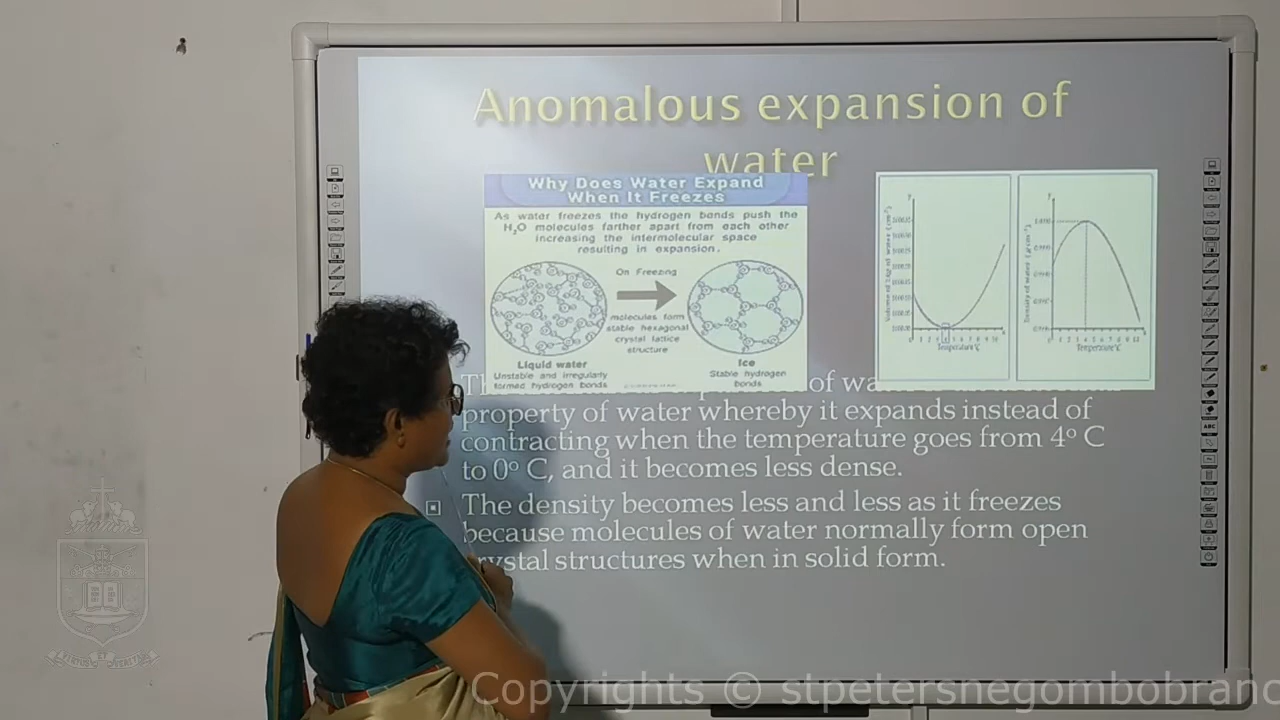 Anomalous expansion of
water
Why Does Water Expand
When It Freezes
As water freezes the hydrogen bonds push the
H₂O molecules farther apart from each other
increasing the intermolecular space
resulting in expansion.
On Freezing
molecules form
stable hexagonal
crystal lattice
structure
Liquid water
Unstable and irregularly
formed hydrogen bonds
Ice
Stable hydrogen
bonds
Temperature°C
Temperature°C
of
property of water whereby it expands instead of
contracting when the temperature goes from 4° C
to 0° C, and it becomes less dense.
The density becomes less and less as it freezes
because molecules of water normally form open
crystal structures when in solid form.
ABC
ABC
Copyrights © stpetersnegombobranc